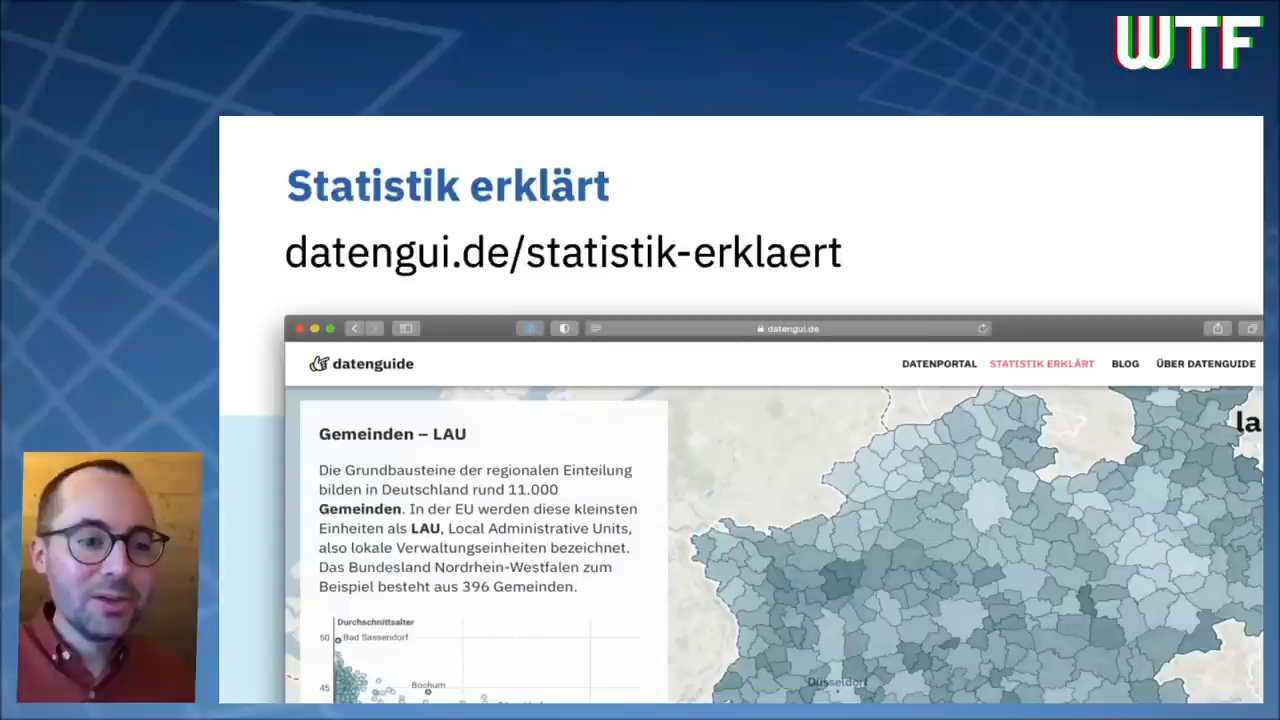 WTF
Statistik erklärt
datengui.de/statistik-erklaert
datengui.de
datenguide
DATENPORTAL STATISTIK ERKLÄRT BLOG ÜBER DATENGUIDE
Gemeinden – LAU
Die Grundbausteine der regionalen Einteilung
bilden in Deutschland rund 11.000
Gemeinden. In der EU werden diese kleinsten
Einheiten als LAU, Local Administrative Units,
also lokale Verwaltungseinheiten bezeichnet.
Das Bundesland Nordrhein-Westfalen zum
Beispiel besteht aus 396 Gemeinden.
Durchschnittsalter
50 Bad Sassendorf
Bochum
45
la
Düsseldorf